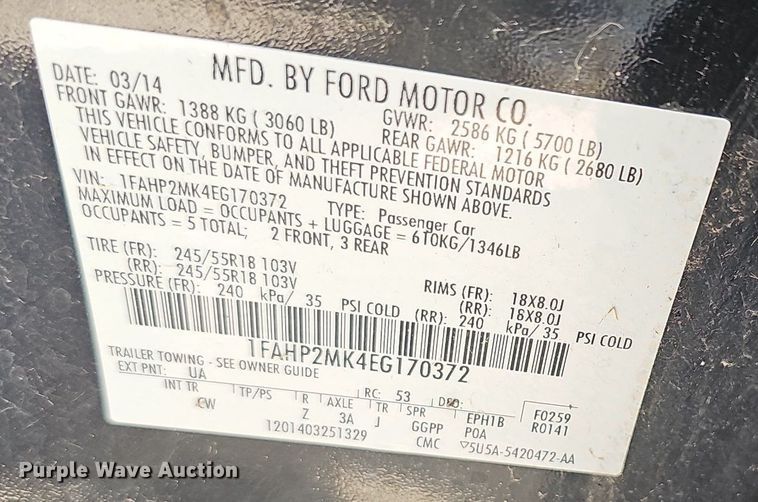 MFD. BY FORD MOTOR CO.
DATE: 03/14 GVWR: 2586 KG ( 5700 LB)
FRONT GAWR: 1388 KG ( 3060 LB) REAR GAWR: 1216 KG ( 2680 LB)
THIS VEHICLE CONFORMS TO ALL APPLICABLE FEDERAL MOTOR
VEHICLE SAFETY, BUMPER, AND THEFT PREVENTION STANDARDS
IN EFFECT ON THE DATE OF MANUFACTURE SHOWN ABOVE.
VIN: 1FAHP2MK4EG170372 TYPE: Passenger Car
MAXIMUM LOAD = OCCUPANTS + LUGGAGE = 610KG/1346LB
OCCUPANTS = 5 TOTAL; 2 FRONT, 3 REAR
TIRE (FR): 245/55R18 103V RIMS (FR): 18X8.0J
(RR): 245/55R18 103V (RR): 18X8.0J
PRESSURE (FR): 240 kPa/ 35 PSI COLD (RR): 240 kPa/ 35 PSI COLD
1FAHP2MK4EG170372
TRAILER TOWING - SEE OWNER GUIDE
EXT PNT: UA RC: 53 DSO: F0259
INT TR TP/PS R AXLE TR SPR EPH1B R0141
CW Z 3A J GGPP POA
1201403251329 CMC 5U5A-5420472-AA
Purple Wave Auction